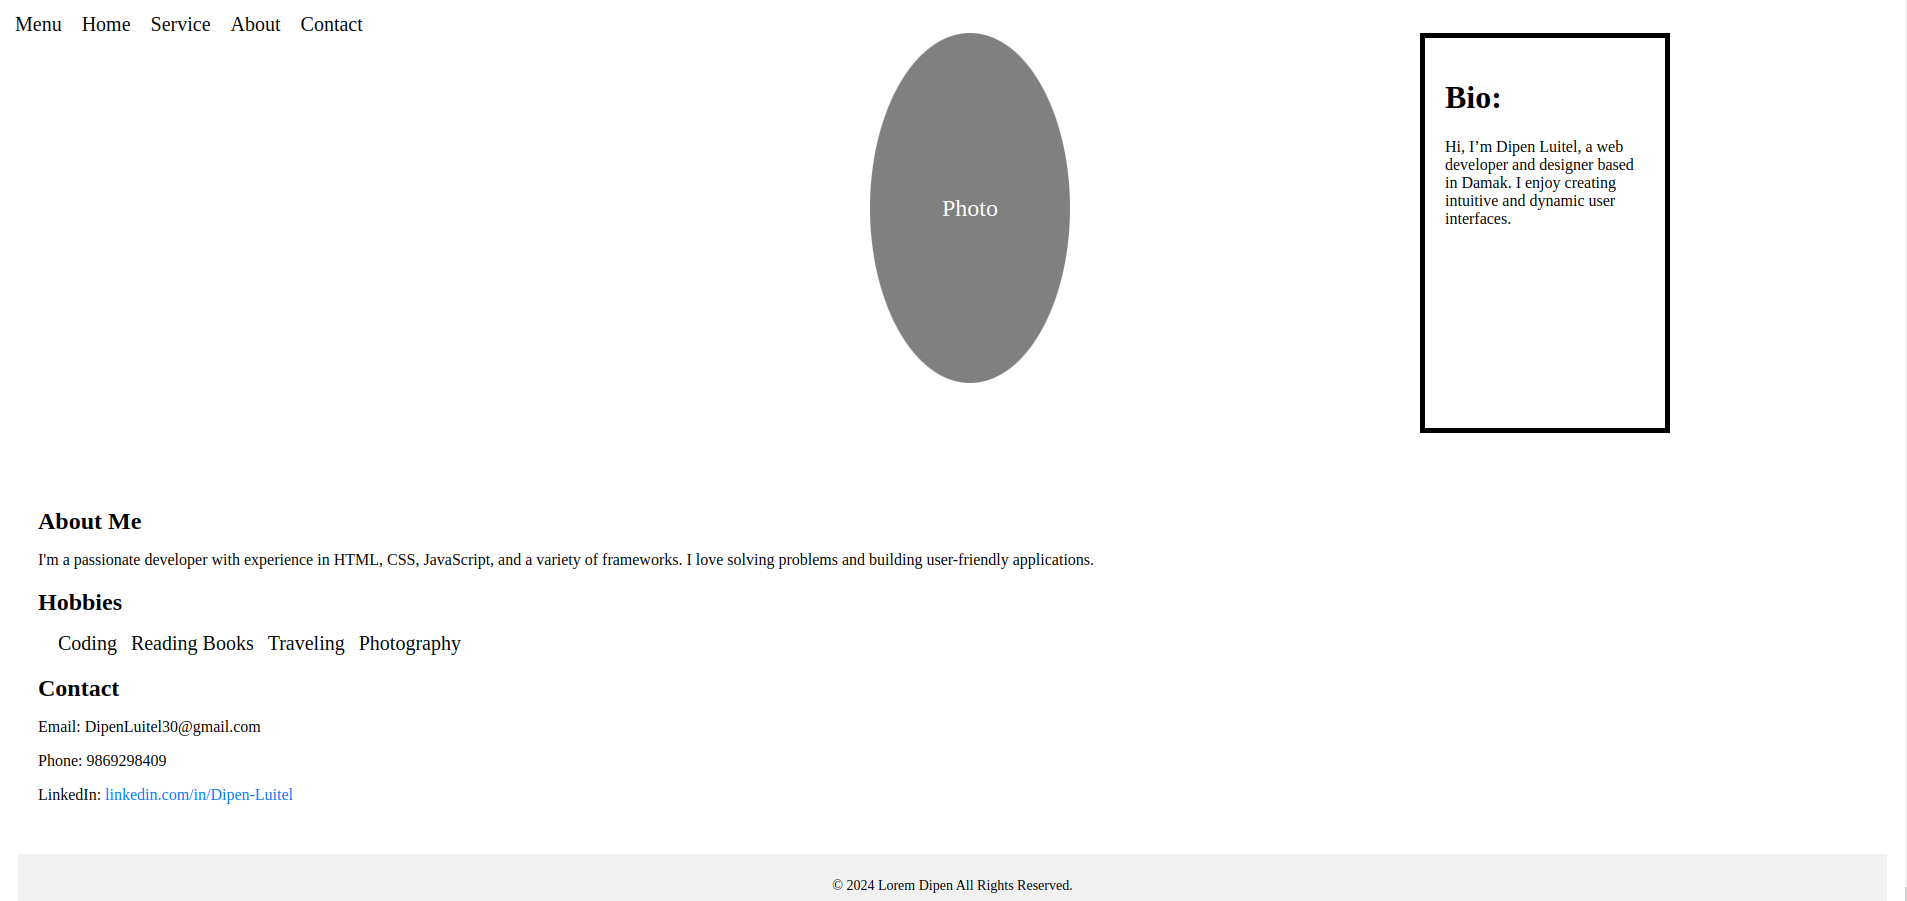 Menu Home Service About Contact
Photo
Bio:
Hi, I’m Dipen Luitel, a web
developer and designer based
in Damak. I enjoy creating
intuitive and dynamic user
interfaces.
About Me
I'm a passionate developer with experience in HTML, CSS, JavaScript, and a variety of frameworks. I love solving problems and building user-friendly applications.
Hobbies
Coding Reading Books Traveling Photography
Contact
Email: DipenLuitel30@gmail.com
Phone: 9869298409
LinkedIn: linkedin.com/in/Dipen-Luitel
© 2024 Lorem Dipen All Rights Reserved.